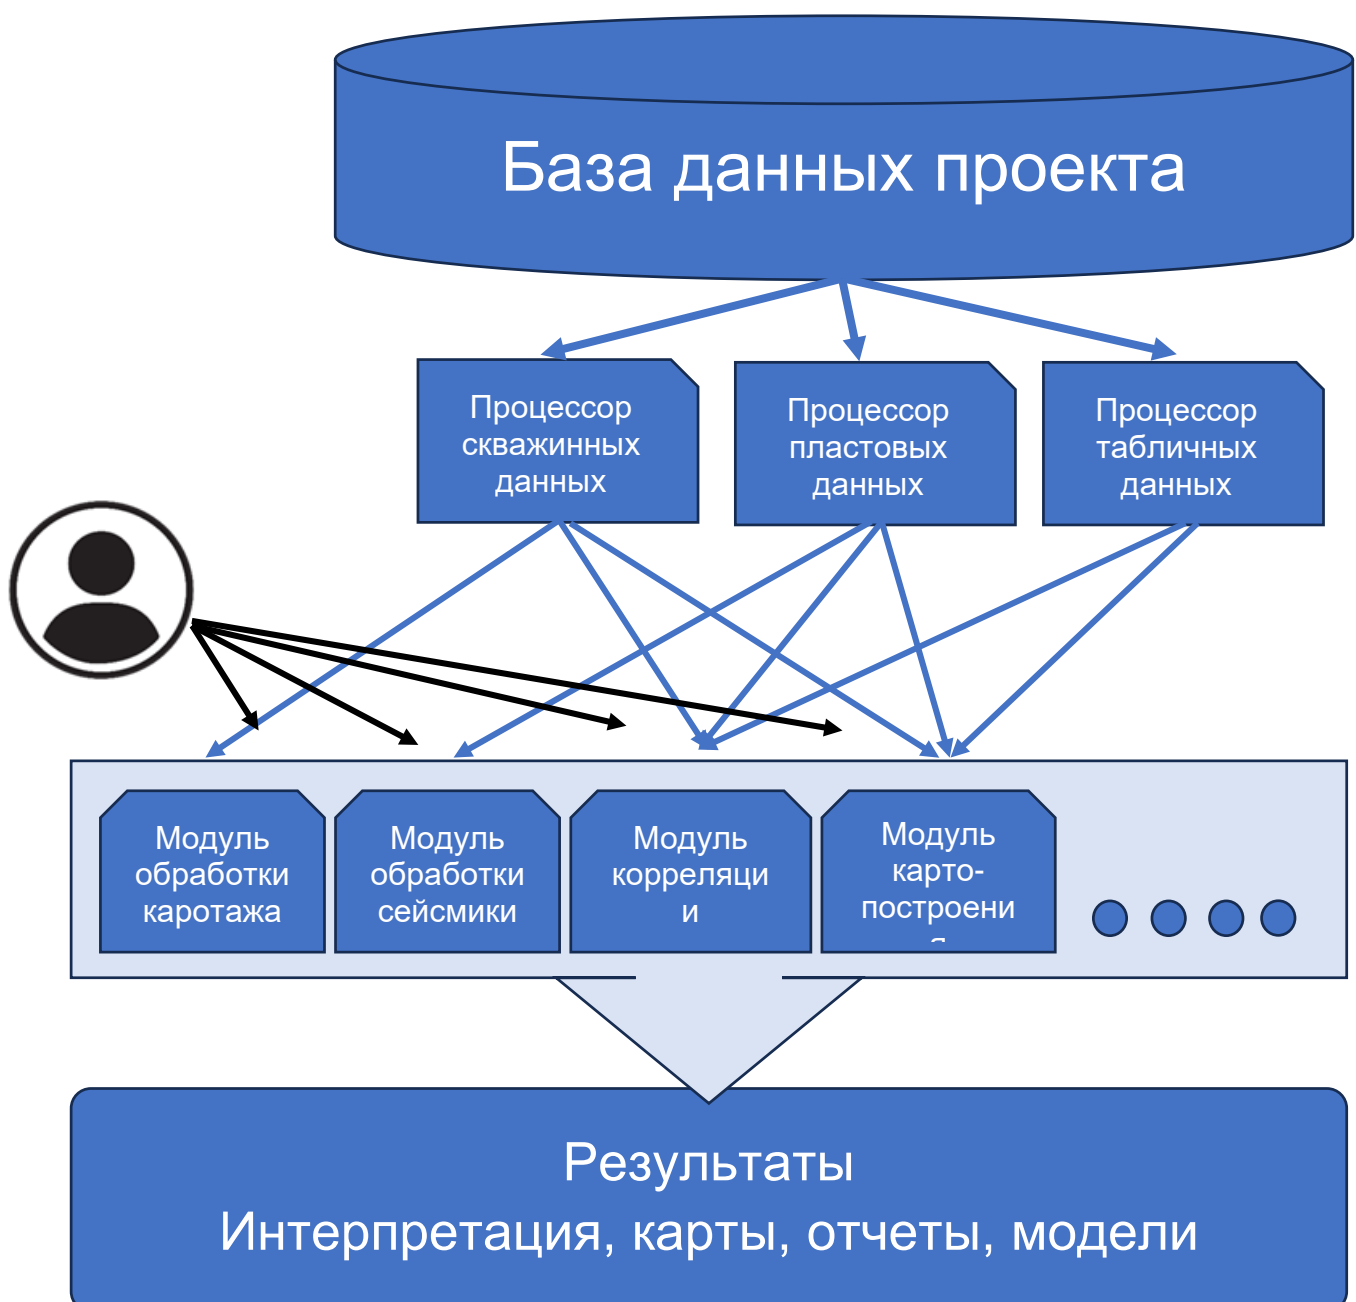 База данных проекта
Процессор
скважинных
данных
Процессор
пластовых
данных
Процессор
табличных
данных
Модуль
обработки
каротажа
Модуль
обработки
сейсмики
Модуль
корреляци
и
Модуль
карто-
построени
я
Результаты
Интерпретация, карты, отчеты, модели